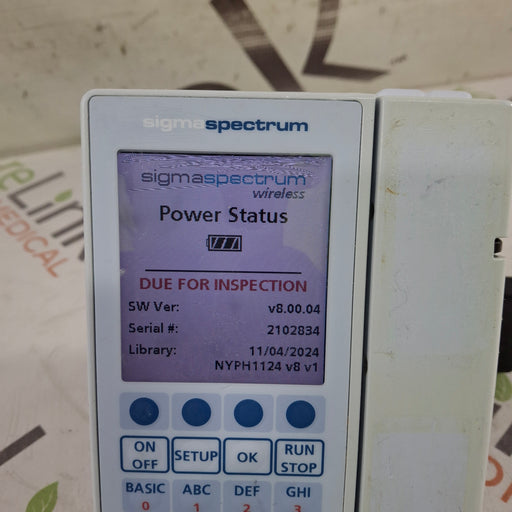 sigmaspectrum
sigmaspectrum
wireless
Power Status
DUE FOR INSPECTION
SW Ver: v8.00.04
Serial #: 2102834
Library: 11/04/2024
NYPH1124 v8 v1
ON OFF SETUP OK RUN STOP
BASIC ABC DEF GHI
0 1 2 3
MEDICAL